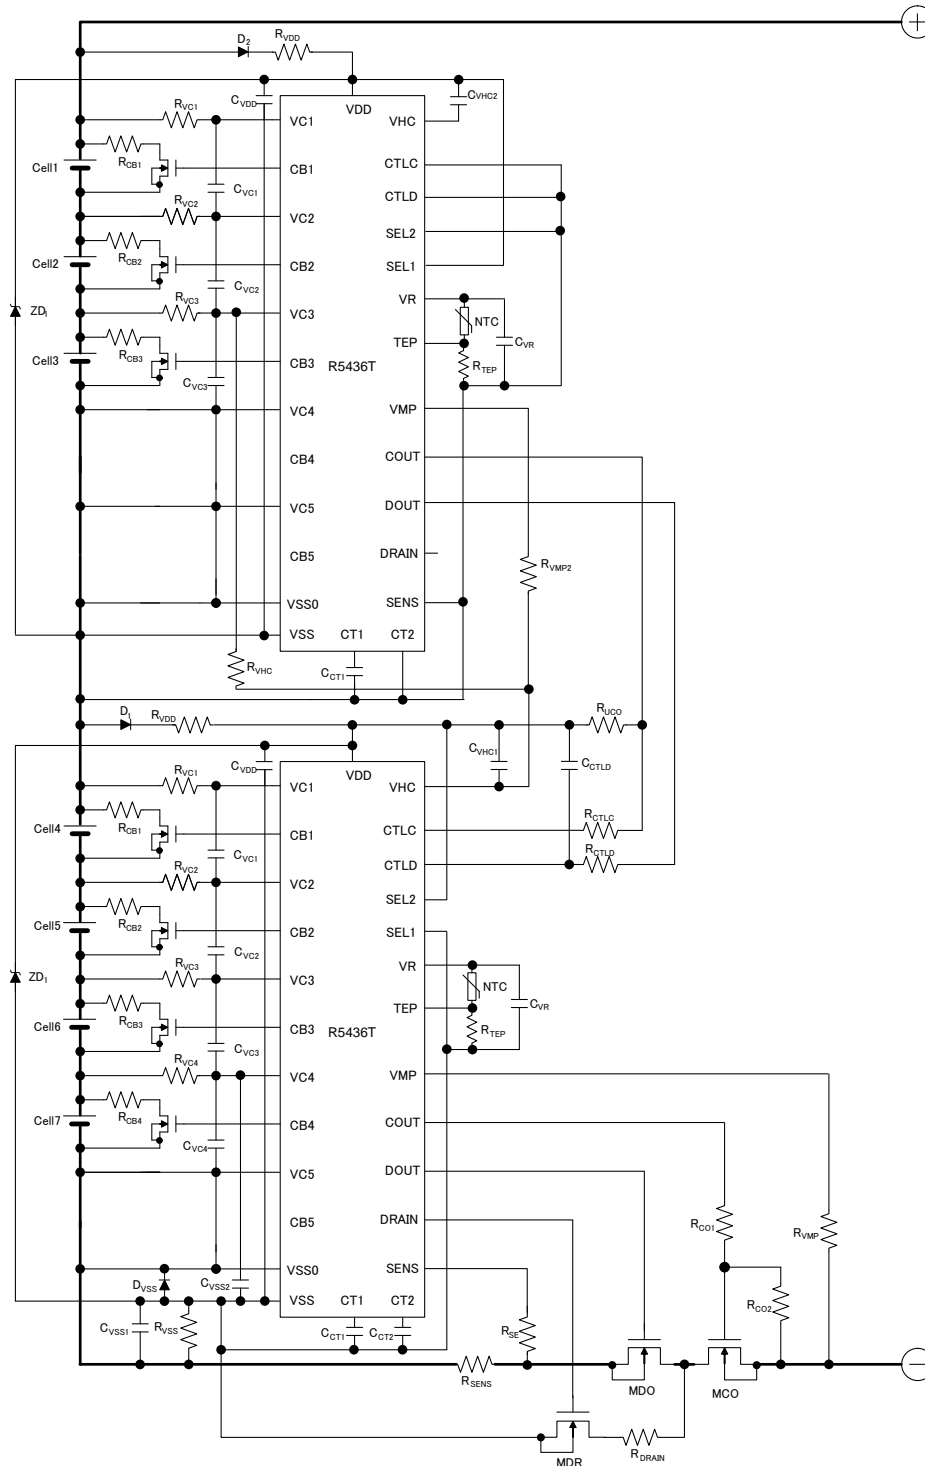 +
D2
RVDD
CVDD
VDD
CVHC2
RVC1
VC1
VHC
Cell1
RCB1
CB1
CTLC
CVC1
CTLD
RVC2
VC2
SEL2
Cell2
RCB2
CB2
SEL1
CVC2
RVC3
VR
NTC
ZD1
VC3
CVR
TEP
RTEP
Cell3
RCB3
CB3
R5436T
CVC3
VC4
VMP
CB4
COUT
VC5
DOUT
CB5
DRAIN
RVMP2
VSS0
SENS
VSS
CT1
CT2
RVHC
CCT1
D1
RVDD
RUCO
CVDD
VDD
CVHC1
CCTLD
RVC1
VC1
VHC
Cell4
RCB1
CB1
CTLC
RCTLC
CVC1
RCTLD
RVC2
VC2
CTLD
SEL2
Cell5
RCB2
CB2
SEL1
CVC2
RVC3
VR
ZD1
VC3
NTC
CVR
TEP
RTEP
Cell6
RCB3
CB3
R5436T
CVC3
RVC4
VC4
VMP
Cell7
RCB4
CB4
COUT
CVC4
VC5
DOUT
CB5
DRAIN
RCO1
RVMP
VSS0
SENS
DVSS
CVSS2
RCO2
VSS
CT1
CT2
CVSS1
RVSS
CCT1
CCT2
RSE
−
RSENS
MDO
MCO
MDR
RDRAIN